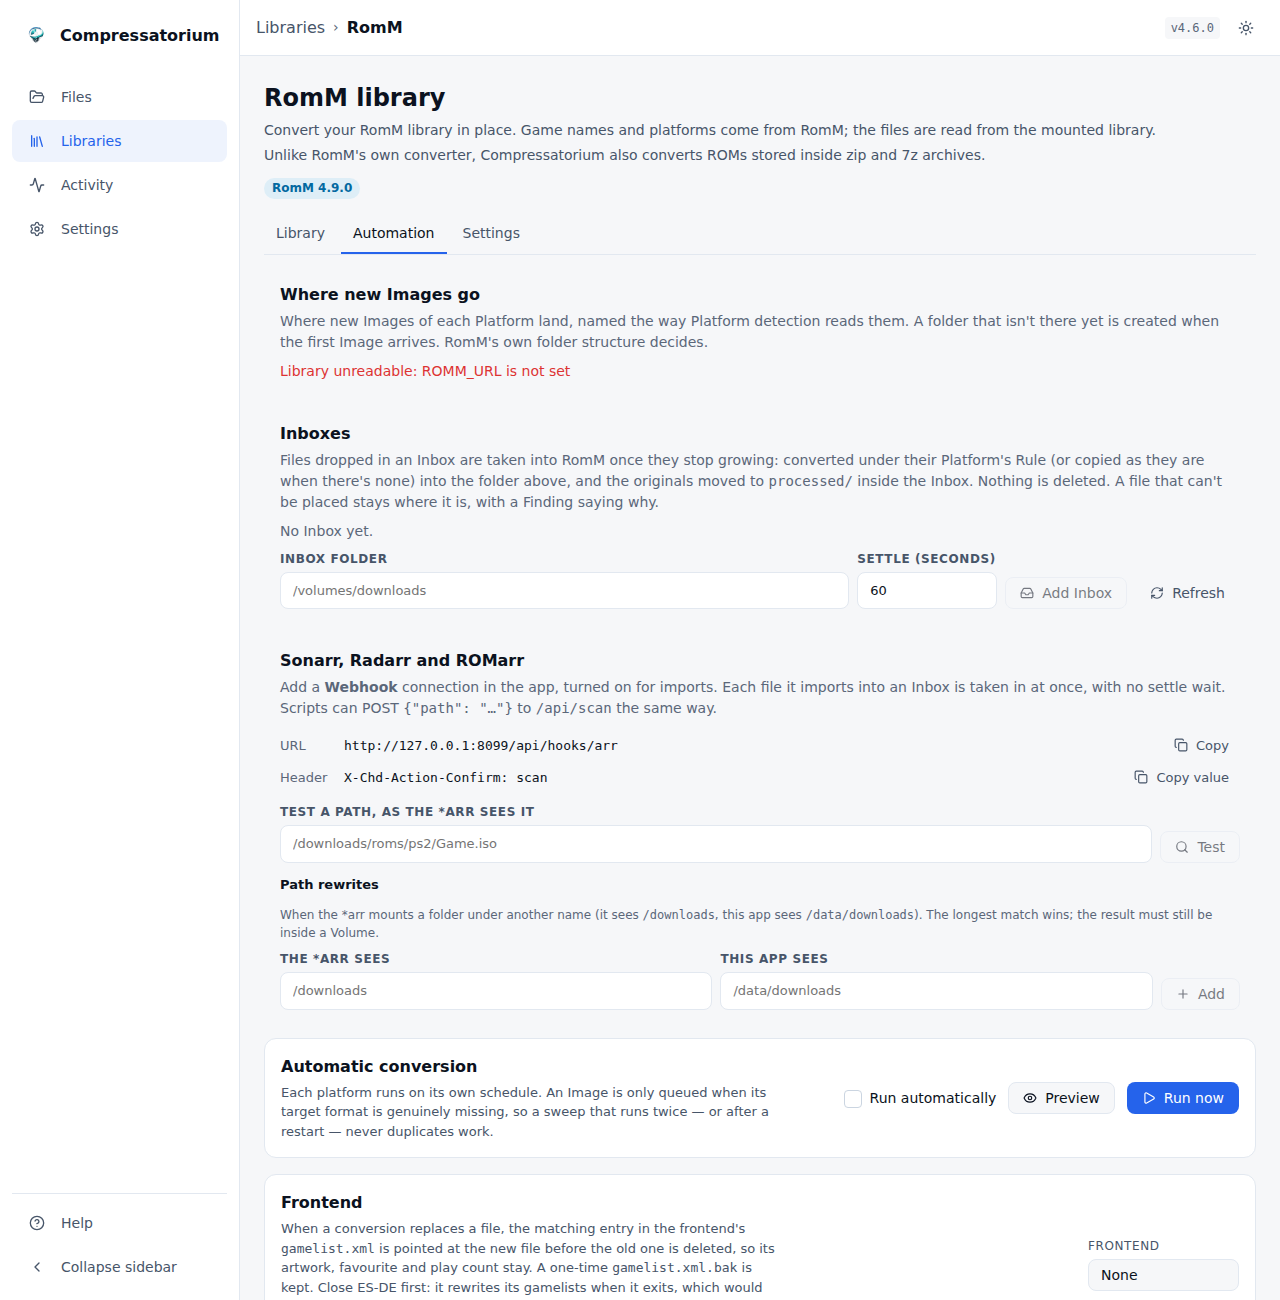 Compressatorium
Files
Libraries
Activity
Settings
Help
Collapse sidebar
Libraries › RomM
v4.6.0
RomM library
Convert your RomM library in place. Game names and platforms come from RomM; the files are read from the mounted library.
Unlike RomM's own converter, Compressatorium also converts ROMs stored inside zip and 7z archives.
RomM 4.9.0
Library Automation Settings
Where new Images go
Where new Images of each Platform land, named the way Platform detection reads them. A folder that isn't there yet is created when
the first Image arrives. RomM's own folder structure decides.
Library unreadable: ROMM_URL is not set
Inboxes
Files dropped in an Inbox are taken into RomM once they stop growing: converted under their Platform's Rule (or copied as they are
when there's none) into the folder above, and the originals moved to processed/ inside the Inbox. Nothing is deleted. A file that can't
be placed stays where it is, with a Finding saying why.
No Inbox yet.
INBOX FOLDER SETTLE (SECONDS)
/volumes/downloads 60 Add Inbox Refresh
Sonarr, Radarr and ROMarr
Add a Webhook connection in the app, turned on for imports. Each file it imports into an Inbox is taken in at once, with no settle wait.
Scripts can POST {"path": "…"} to /api/scan the same way.
URL http://127.0.0.1:8099/api/hooks/arr Copy
Header X-Chd-Action-Confirm: scan Copy value
TEST A PATH, AS THE *ARR SEES IT
/downloads/roms/ps2/Game.iso Test
Path rewrites
When the *arr mounts a folder under another name (it sees /downloads, this app sees /data/downloads). The longest match wins; the result must still be
inside a Volume.
THE *ARR SEES THIS APP SEES
/downloads /data/downloads Add
Automatic conversion
Each platform runs on its own schedule. An Image is only queued when its
target format is genuinely missing, so a sweep that runs twice — or after a
restart — never duplicates work.
Run automatically Preview Run now
Frontend
When a conversion replaces a file, the matching entry in the frontend's
gamelist.xml is pointed at the new file before the old one is deleted, so its
artwork, favourite and play count stay. A one-time gamelist.xml.bak is
kept. Close ES-DE first: it rewrites its gamelists when it exits, which would
FRONTEND
None